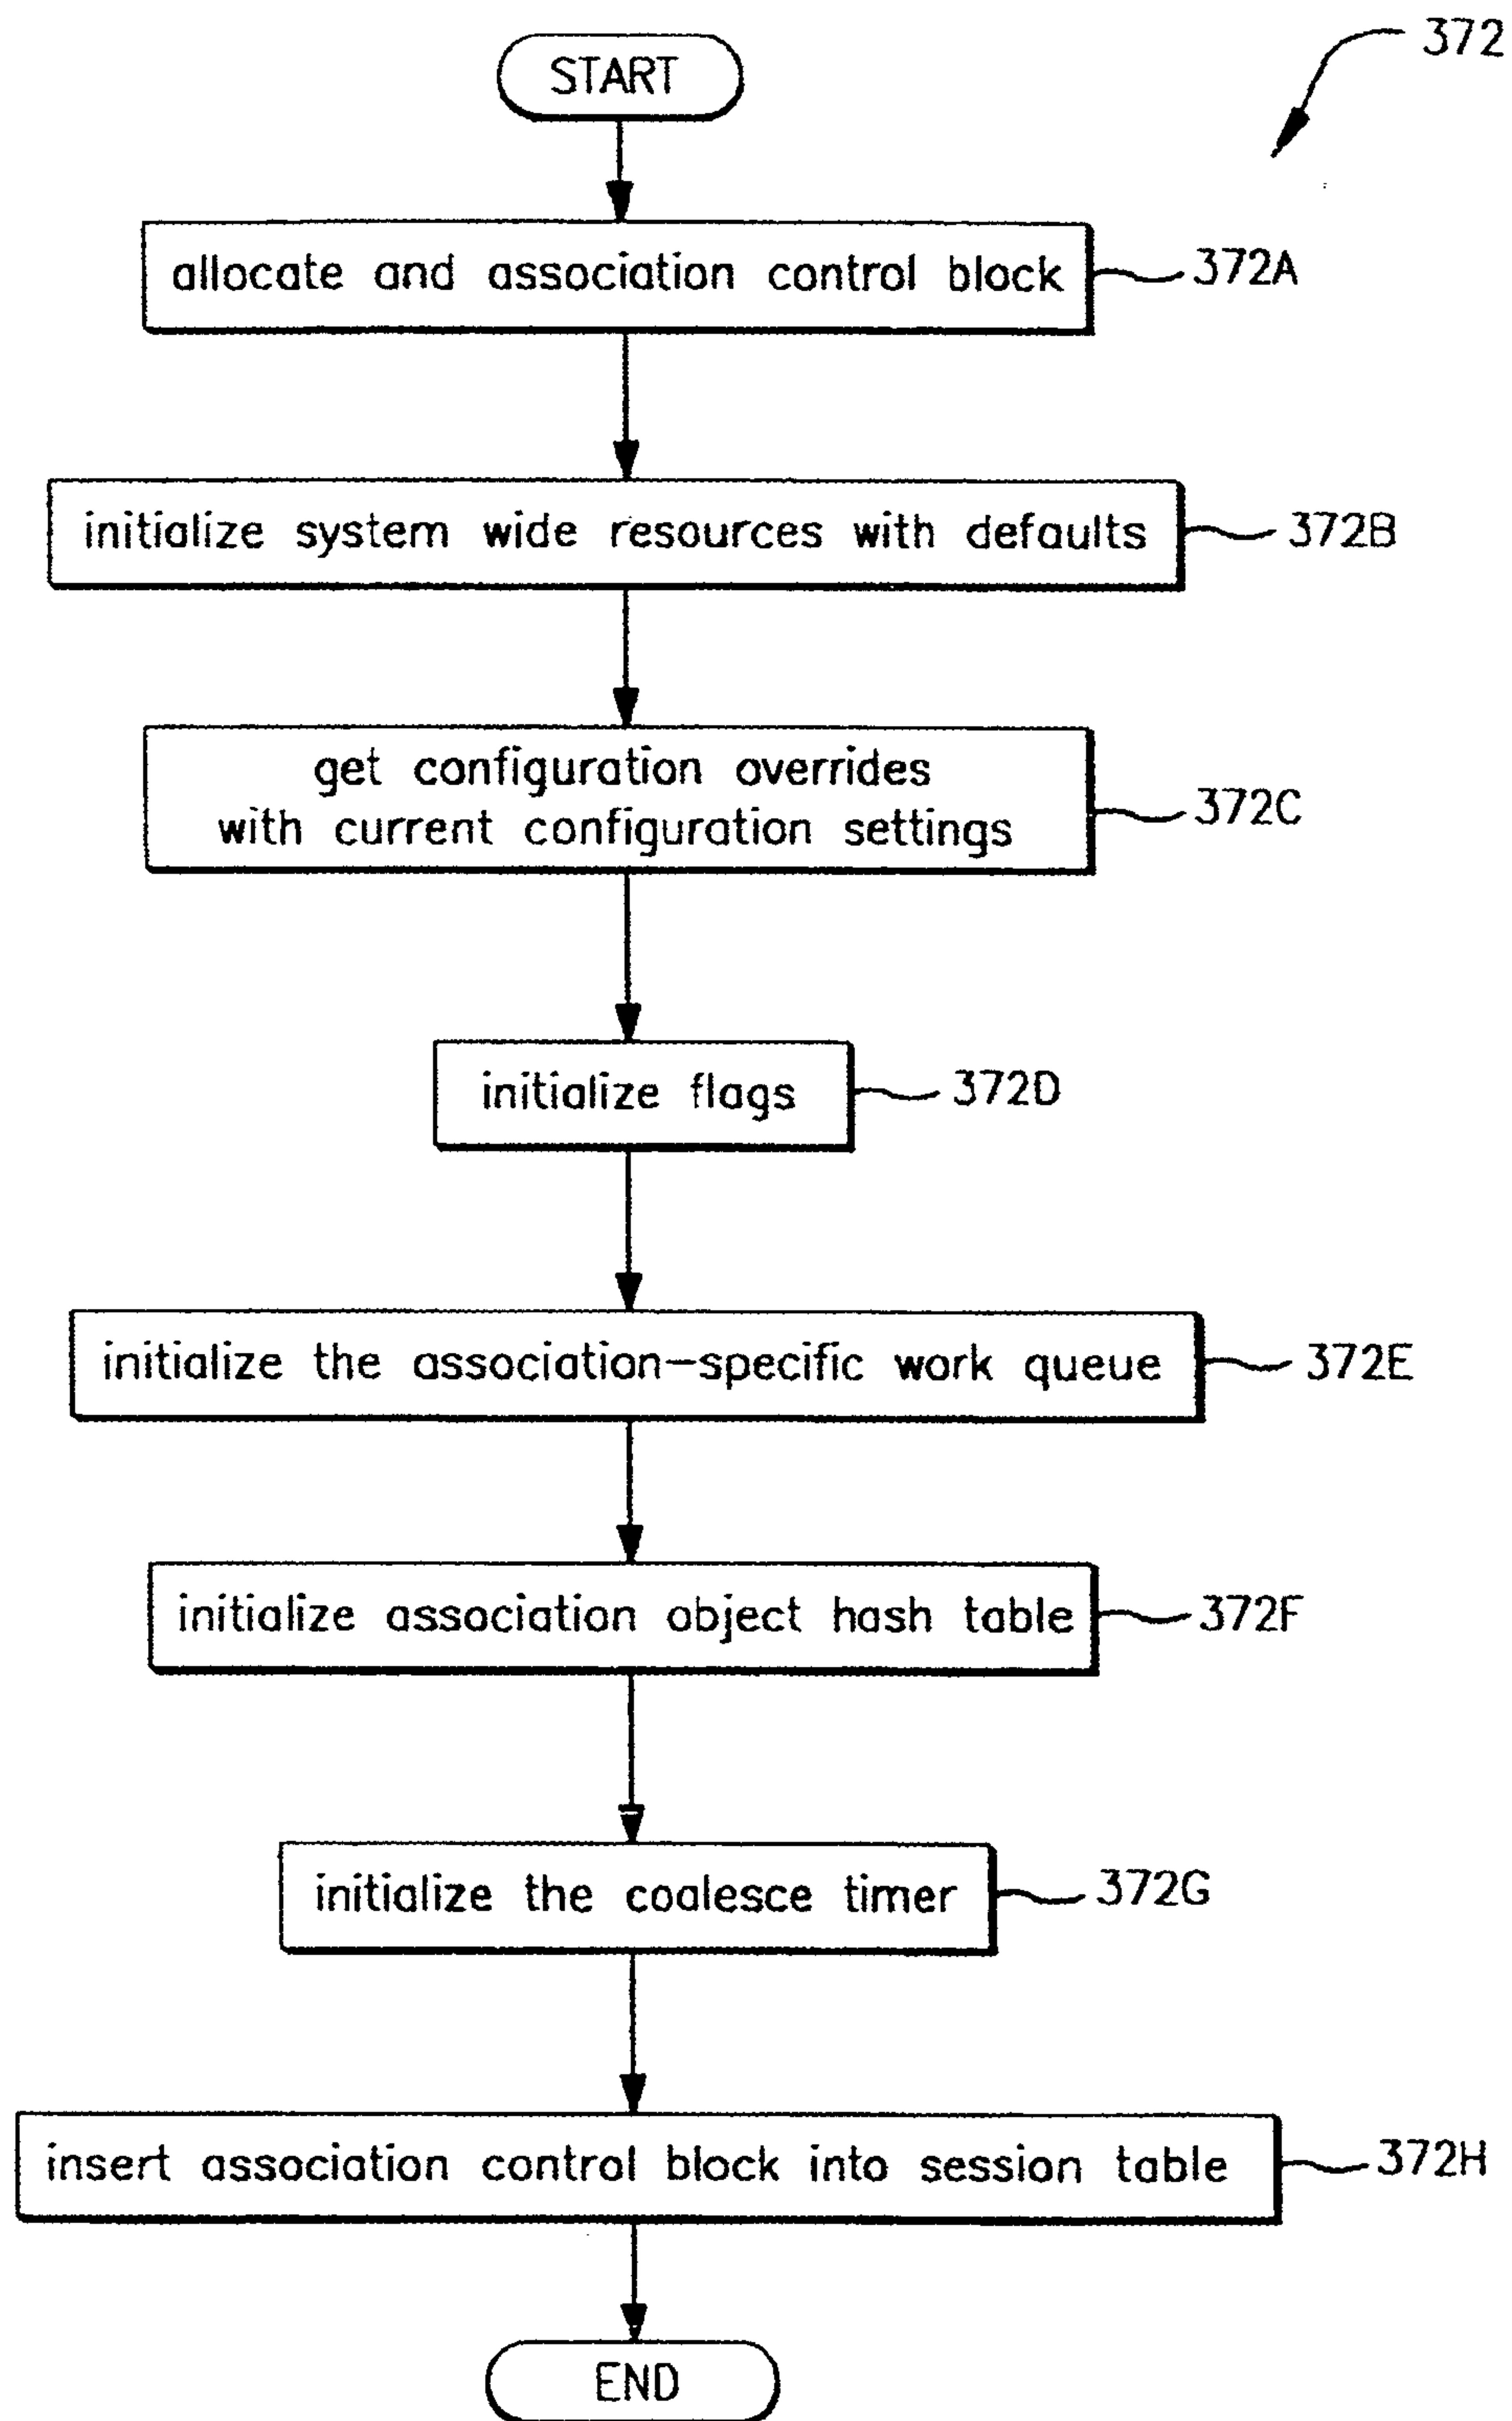 372
START
allocate and association control block
372A
initialize system wide resources with defaults
372B
get configuration overrides
with current configuration settings
372C
initialize flags
372D
initialize the association-specific work queue
372E
initialize association object hash table
372F
initialize the coalesce timer
372G
insert association control block into session table
372H
END